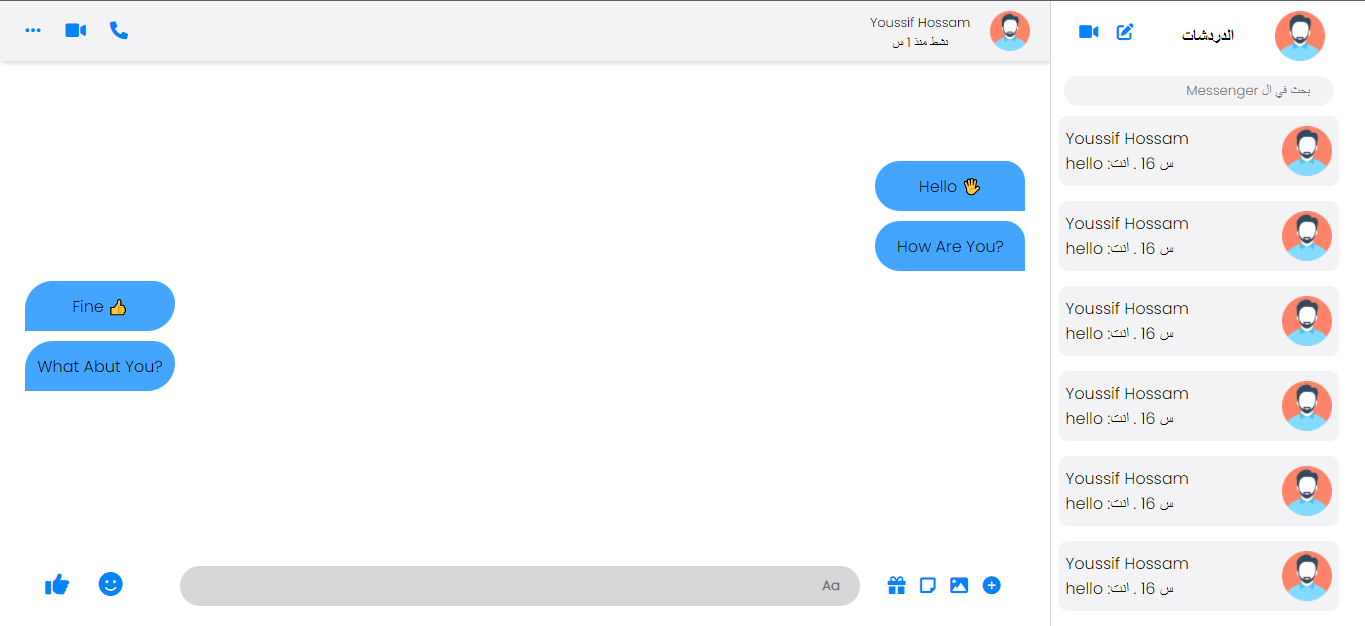 Youssif Hossam
نشط منذ 1 س
Hello 🖐
How Are You?
Fine 👍
What Abut You?
Aa
الدردشات
بحث في ال Messenger
Youssif Hossam
hello :انت . 16 س
Youssif Hossam
hello :انت . 16 س
Youssif Hossam
hello :انت . 16 س
Youssif Hossam
hello :انت . 16 س
Youssif Hossam
hello :انت . 16 س
Youssif Hossam
hello :انت . 16 س